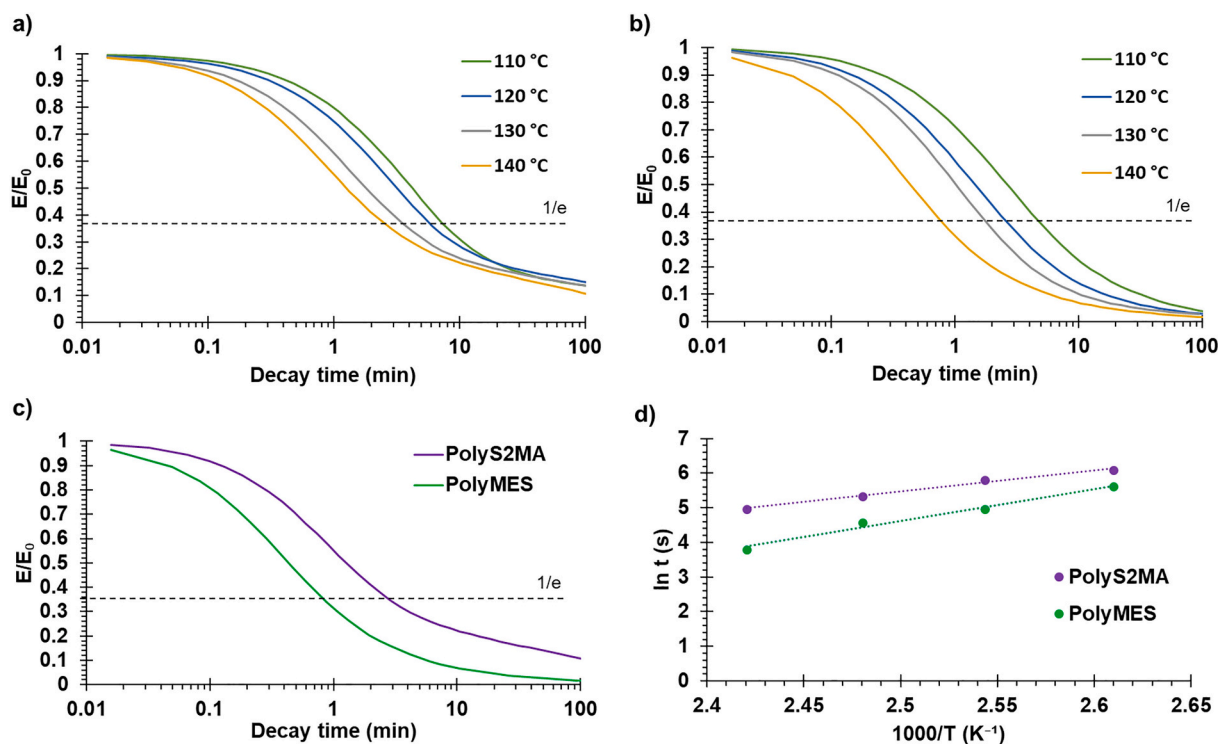 a)
1
0.9
0.8
0.7
0.6
0.5
0.4
0.3
0.2
0.1
0
E/E₀
110 °C
120 °C
130 °C
140 °C
1/e
0.01 0.1 1 10 100
Decay time (min)
b)
1
0.9
0.8
0.7
0.6
0.5
0.4
0.3
0.2
0.1
0
E/E₀
110 °C
120 °C
130 °C
140 °C
1/e
0.01 0.1 1 10 100
Decay time (min)
c)
1
0.9
0.8
0.7
0.6
0.5
0.4
0.3
0.2
0.1
0
E/E₀
PolyS2MA
PolyMES
1/e
0.01 0.1 1 10 100
Decay time (min)
d)
7
6
5
4
3
2
1
0
ln t (s)
PolyS2MA
PolyMES
2.4 2.45 2.5 2.55 2.6 2.65
1000/T (K⁻¹)